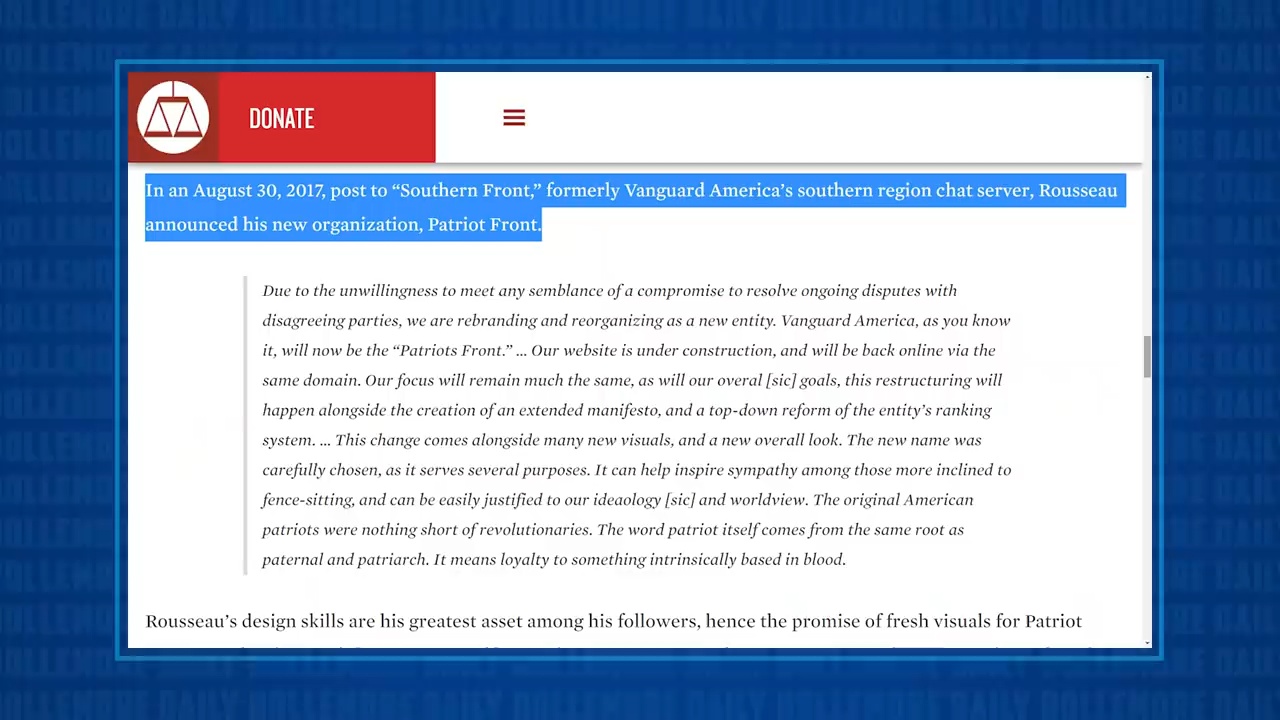 DONATE
In an August 30, 2017, post to “Southern Front,” formerly Vanguard America’s southern region chat server, Rousseau
announced his new organization, Patriot Front.
Due to the unwillingness to meet any semblance of a compromise to resolve ongoing disputes with
disagreeing parties, we are rebranding and reorganizing as a new entity. Vanguard America, as you know
it, will now be the “Patriots Front.” ... Our website is under construction, and will be back online via the
same domain. Our focus will remain much the same, as will our overal [sic] goals, this restructuring will
happen alongside the creation of an extended manifesto, and a top-down reform of the entity’s ranking
system. ... This change comes alongside many new visuals, and a new overall look. The new name was
carefully chosen, as it serves several purposes. It can help inspire sympathy among those more inclined to
fence-sitting, and can be easily justified to our ideaology [sic] and worldview. The original American
patriots were nothing short of revolutionaries. The word patriot itself comes from the same root as
paternal and patriarch. It means loyalty to something intrinsically based in blood.
Rousseau’s design skills are his greatest asset among his followers, hence the promise of fresh visuals for Patriot